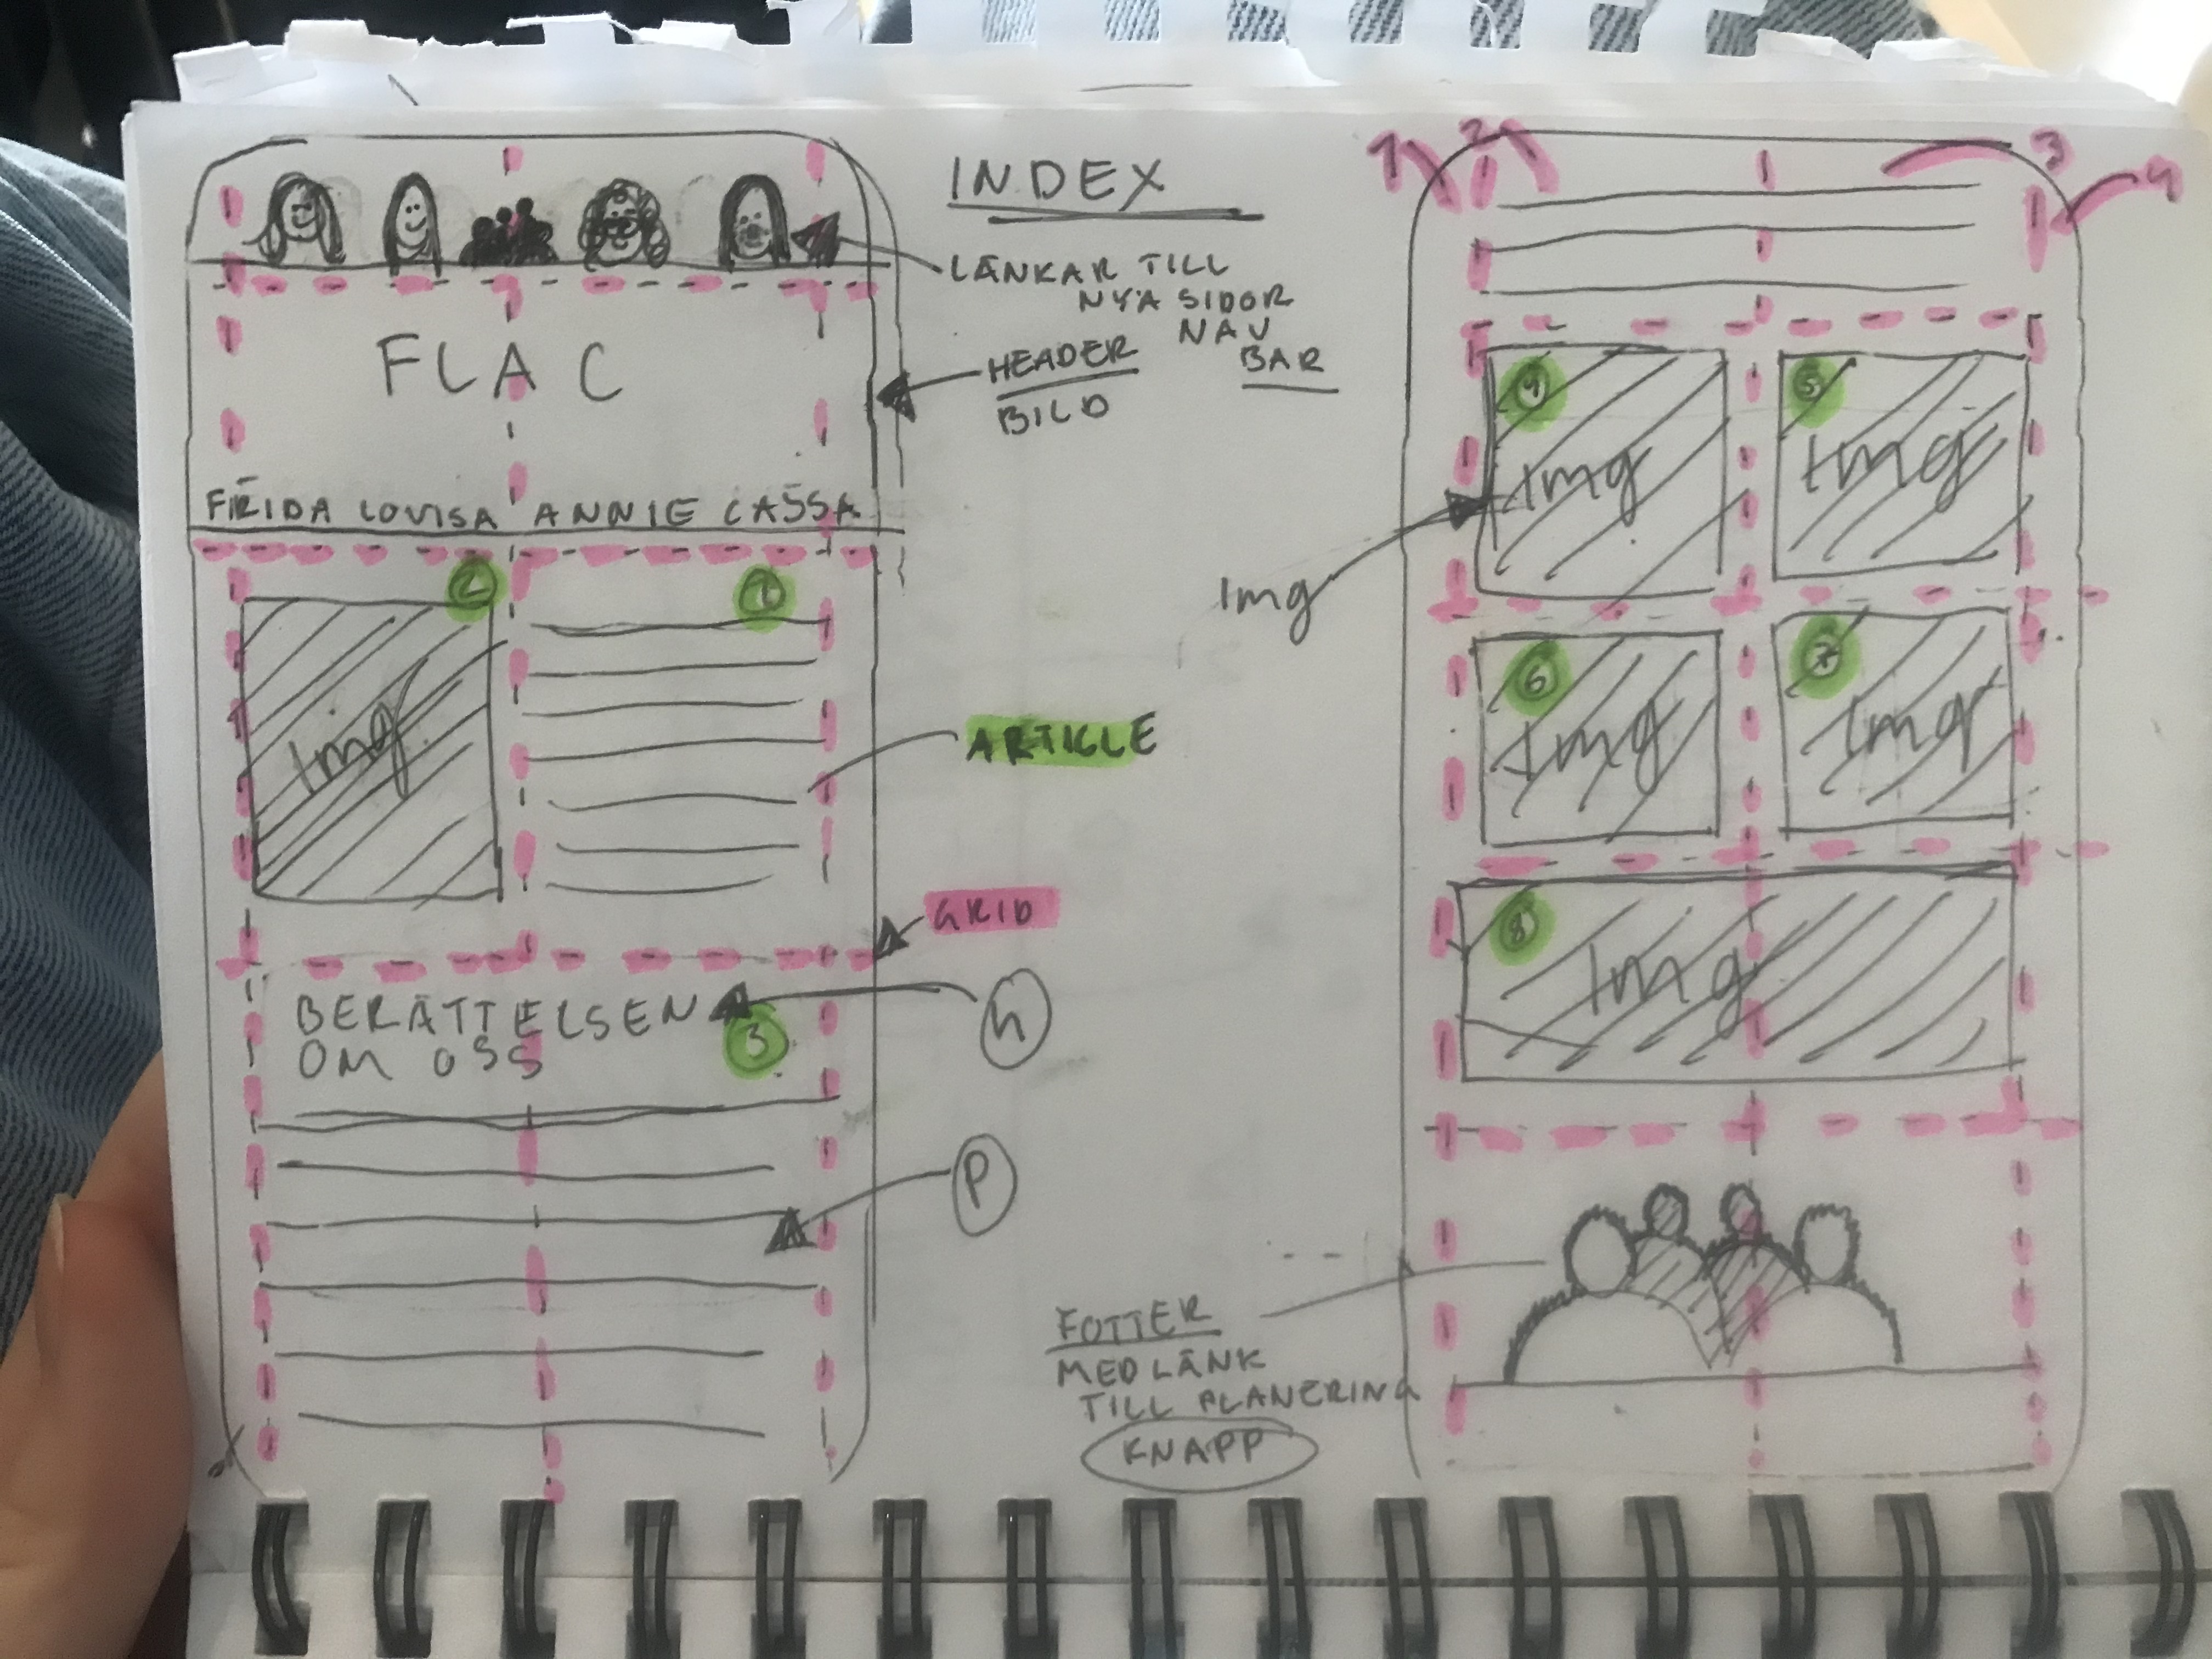 INDEX
LÄNKAR TILL
NYA SIDOR
NAV
BAR
HEADER
BILD
FLAC
FRIDA LOVISA ANNIE CASSA
2
1
Img
ARTICLE
GRID
BERÄTTELSEN
OM OSS
3
h
P
1 2 3 4
4
5
Img
Img
Img
6
7
Img
Img
8
Img
FOTTER
MED LÄNK
TILL PLANERING
KNAPP